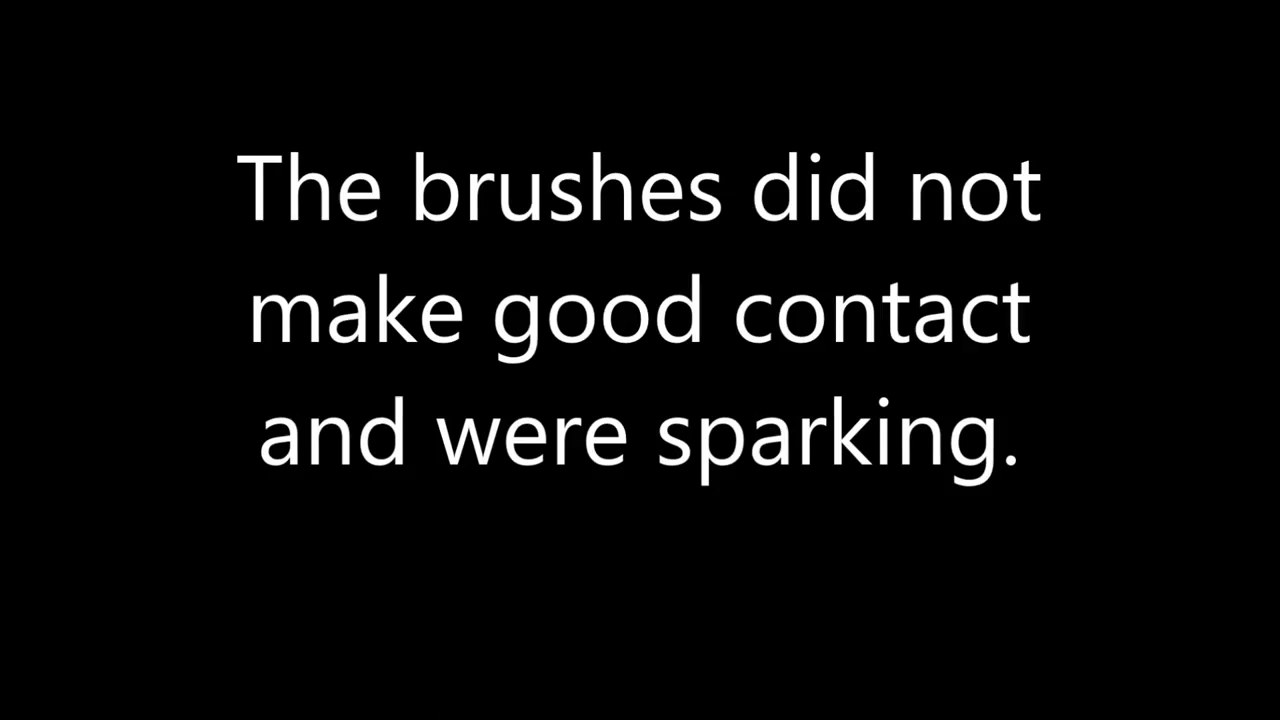 The brushes did not
make good contact
and were sparking.